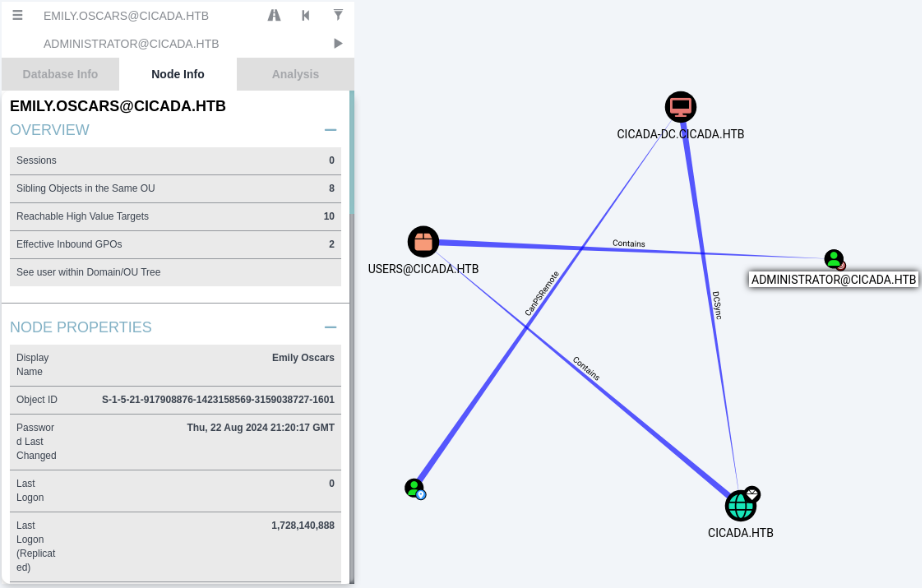 EMILY.OSCARS@CICADA.HTB
ADMINISTRATOR@CICADA.HTB
Database Info
Node Info
Analysis
EMILY.OSCARS@CICADA.HTB
OVERVIEW
Sessions 0
Sibling Objects in the Same OU 8
Reachable High Value Targets 10
Effective Inbound GPOs 2
See user within Domain/OU Tree
NODE PROPERTIES
Display Emily Oscars
Name
Object ID S-1-5-21-917908876-1423158569-3159038727-1601
Passwor Thu, 22 Aug 2024 21:20:17 GMT
d Last
Changed
Last 0
Logon
Last 1,728,140,888
Logon
(Replicat
ed)
CICADA-DC.CICADA.HTB
USERS@CICADA.HTB
Contains
ADMINISTRATOR@CICADA.HTB
CanPSRemote
DCSync
Contains
CICADA.HTB